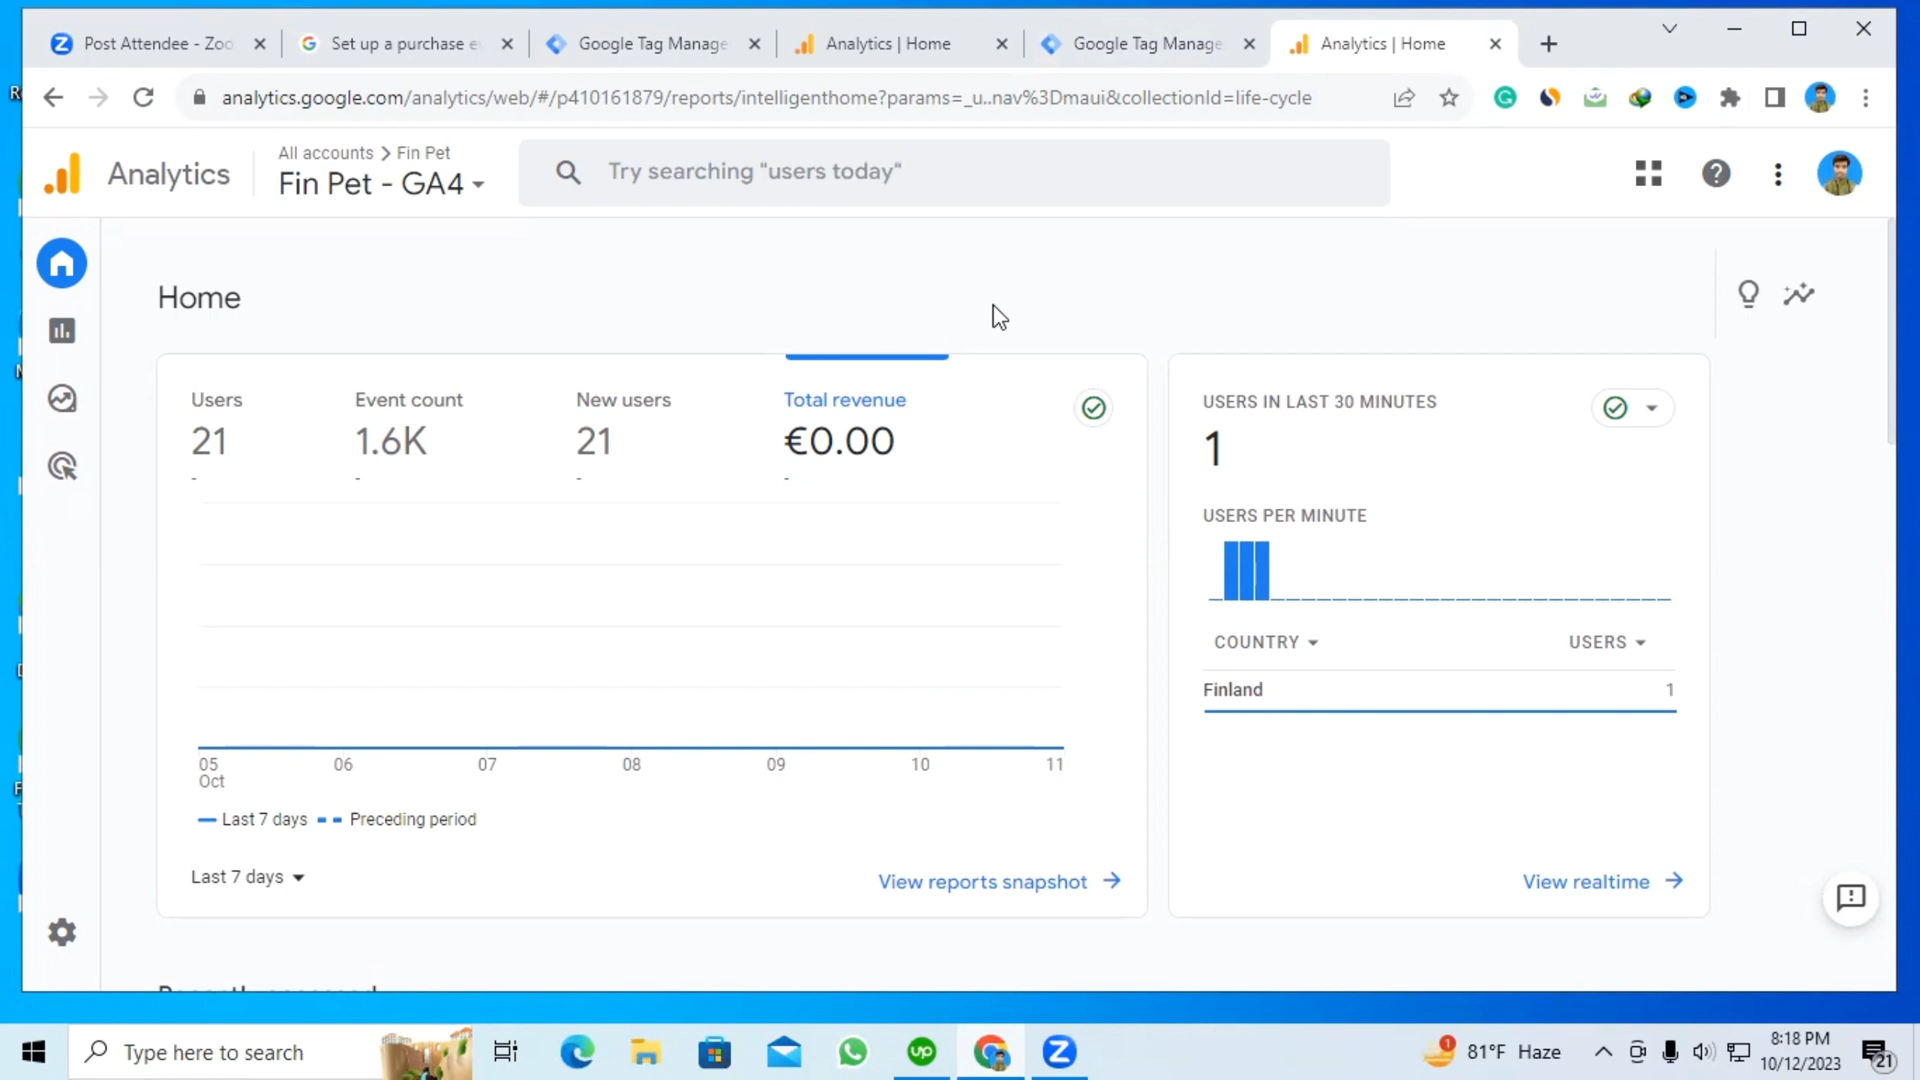 Post Attendee - Zoo
Set up a purchase e
Google Tag Manage
Analytics | Home
Google Tag Manage
Analytics | Home
analytics.google.com/analytics/web/#/p410161879/reports/intelligenthome?params=_u..nav%3Dmaui&collectionId=life-cycle
Analytics
All accounts > Fin Pet
Fin Pet - GA4
Try searching "users today"
Home
Users
21
-
Event count
1.6K
-
New users
21
-
Total revenue
€0.00
-
05 06 07 08 09 10 11
Oct
Last 7 days
Preceding period
Last 7 days
View reports snapshot
USERS IN LAST 30 MINUTES
1
USERS PER MINUTE
COUNTRY USERS
Finland 1
View realtime
Type here to search
up
1
81°F Haze
8:18 PM
10/12/2023
21